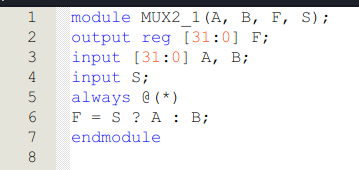 1 module MUX2_1(A, B, F, S);
2 output reg [31:0] F;
3 input [31:0] A, B;
4 input S;
5 always @(*)
6 F = S ? A : B;
7 endmodule
8